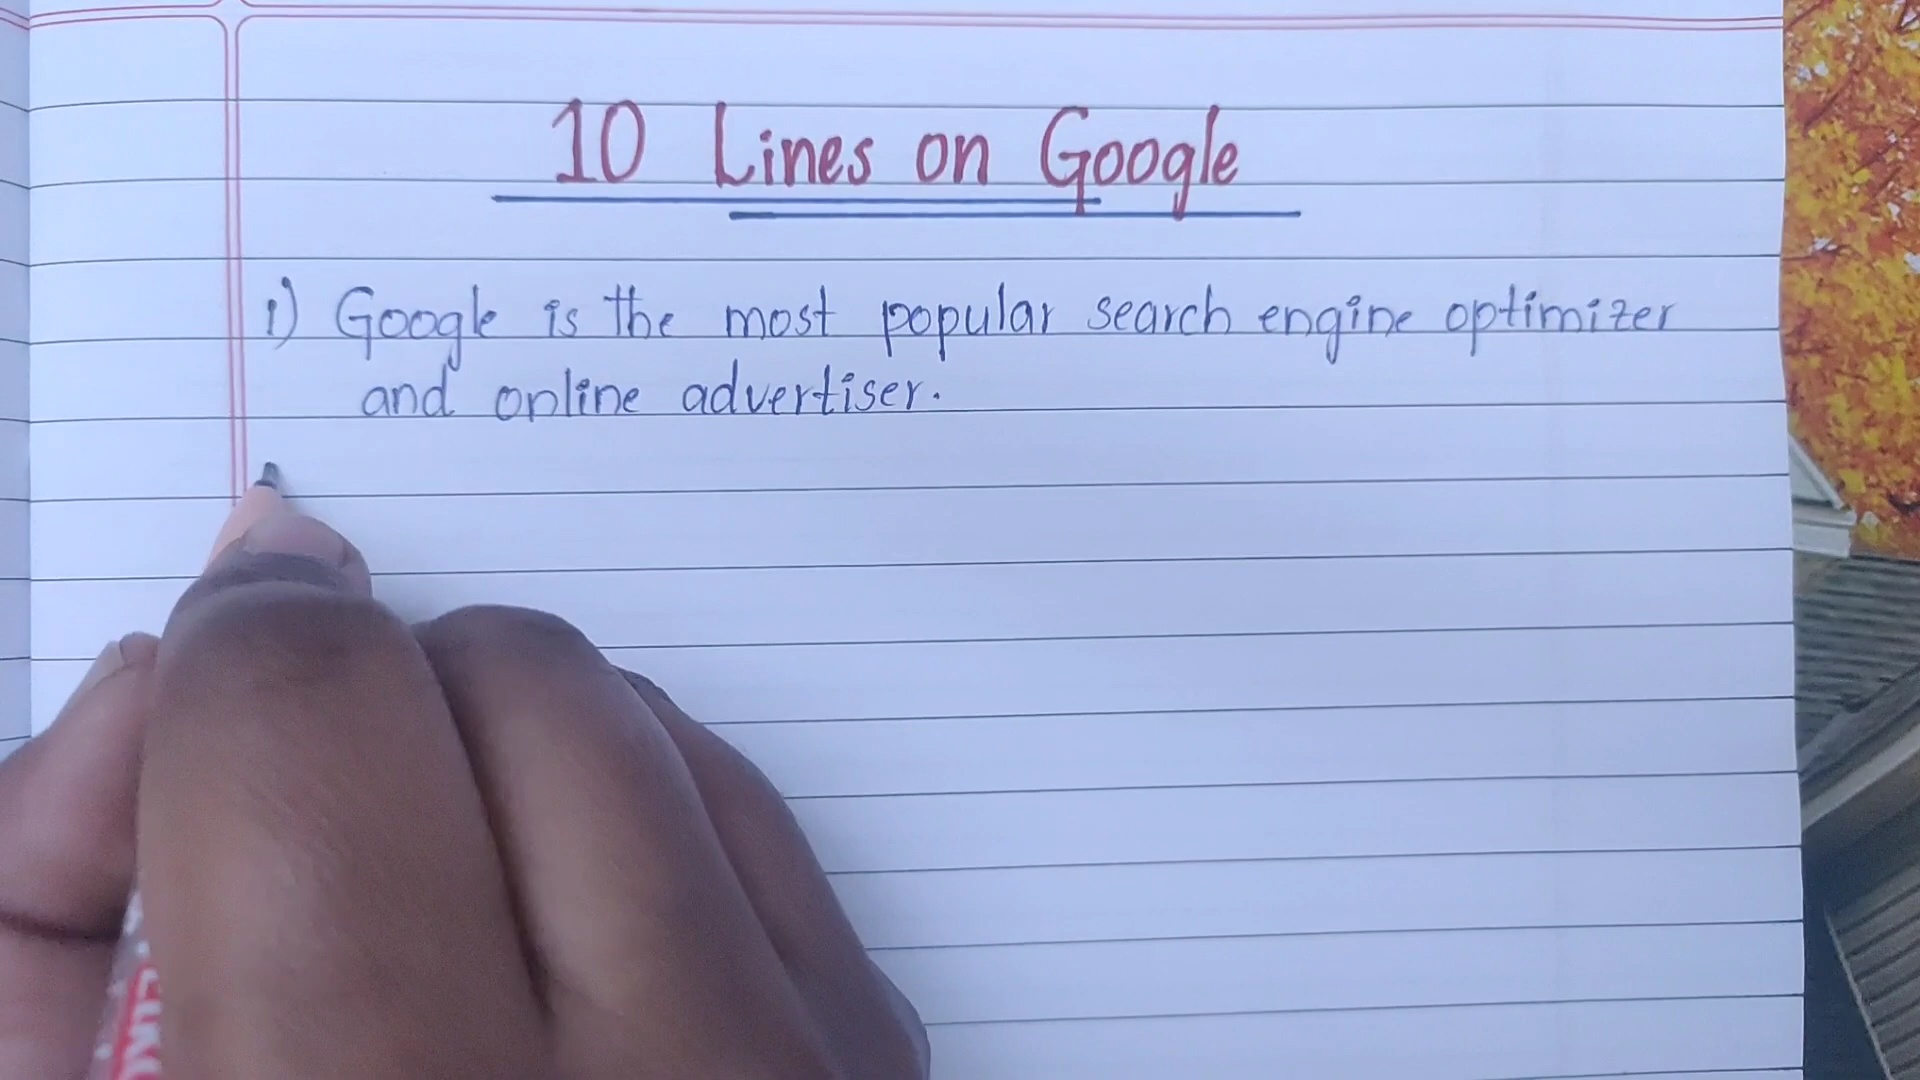 10 Lines on Google
1) Google is the most popular search engine optimizer
and online advertiser.